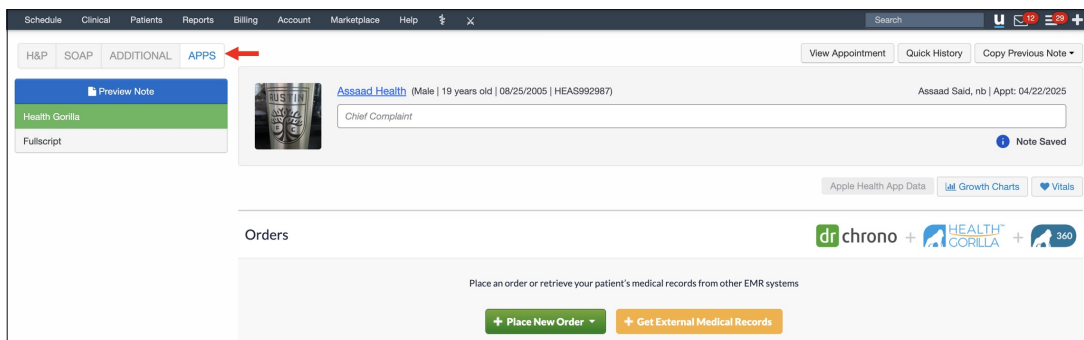 Schedule Clinical Patients Reports Billing Account Marketplace Help Search 12 29
H&P SOAP ADDITIONAL APPS
View Appointment Quick History Copy Previous Note
Preview Note
Health Gorilla
Fullscript
AUSTIN
Assaad Health (Male | 19 years old | 08/25/2005 | HEAS992987)
Assaad Said, nb | Appt: 04/22/2025
Chief Complaint
Note Saved
Apple Health App Data Growth Charts Vitals
Orders
dr chrono + HEALTH GORILLA + 360
Place an order or retrieve your patient's medical records from other EMR systems
+ Place New Order + Get External Medical Records